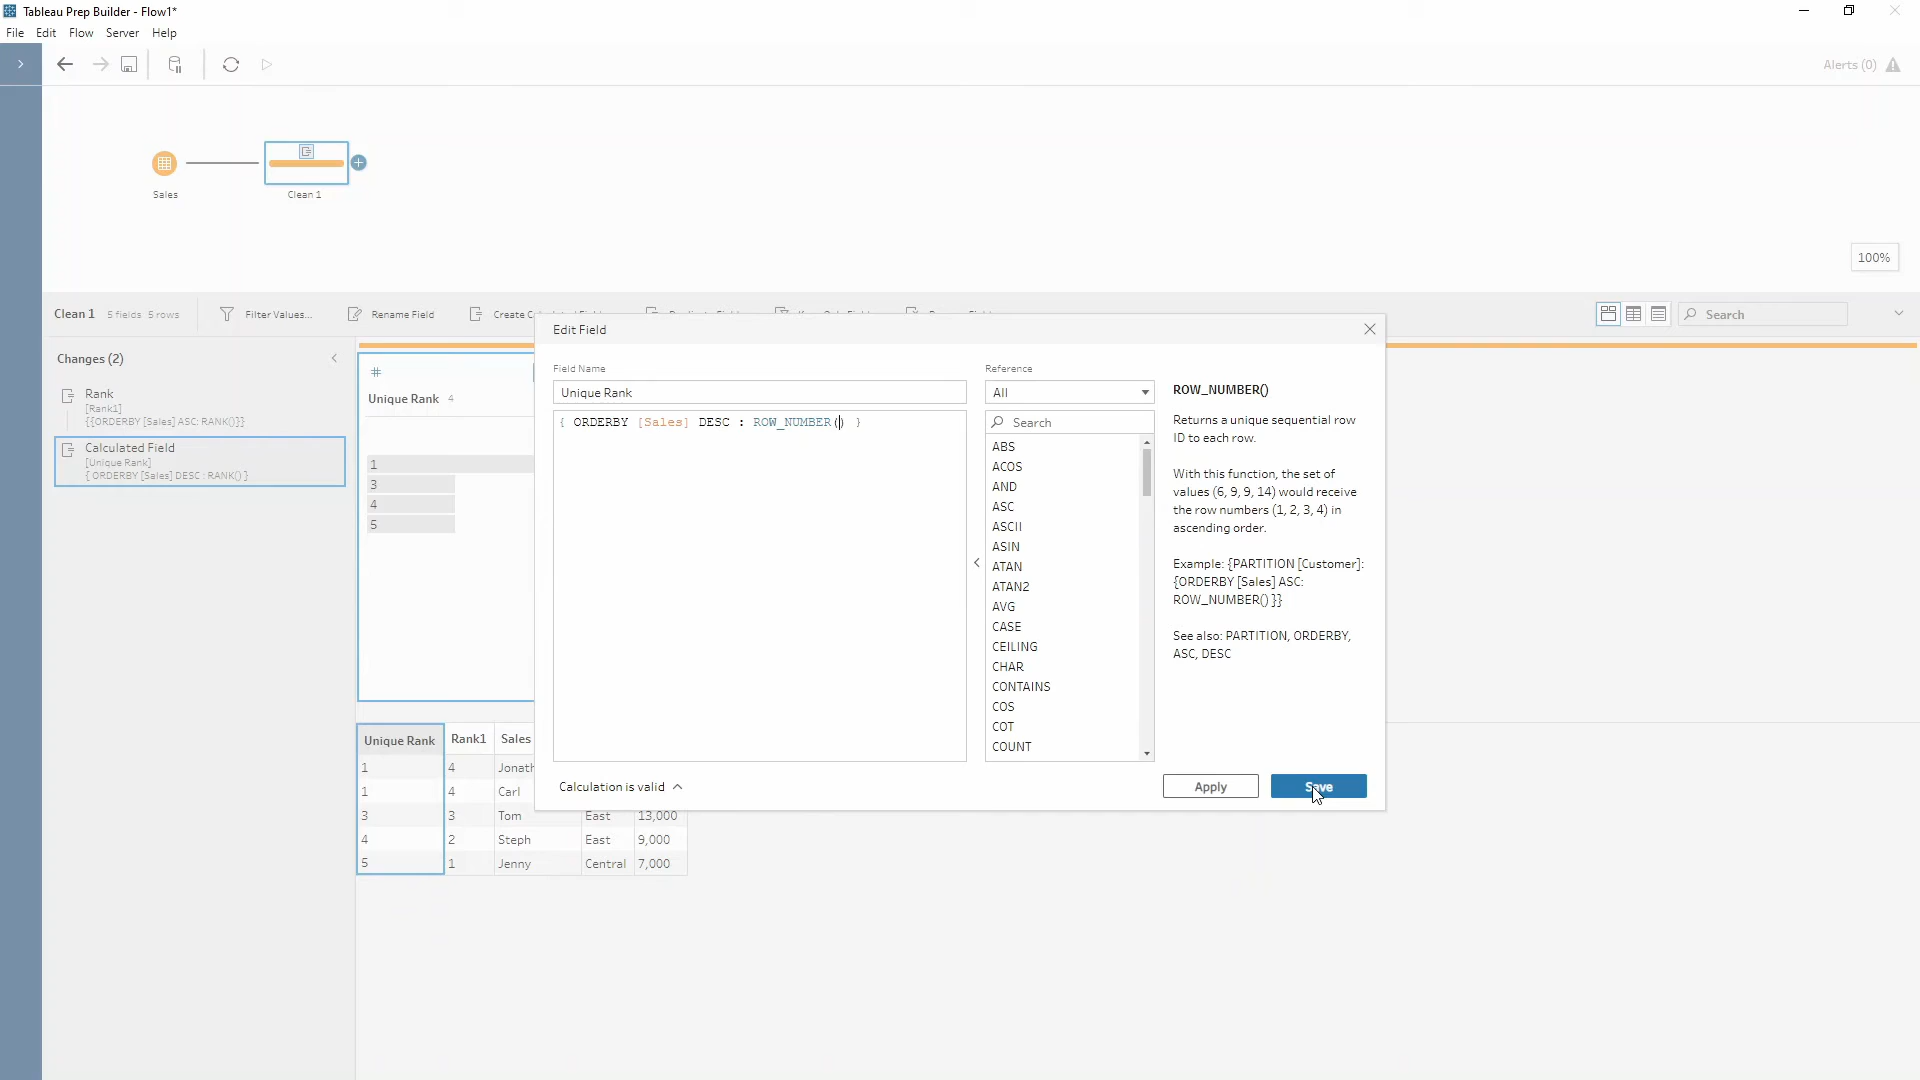 Tableau Prep Builder - Flow1*
File Edit Flow Server Help
Alerts (0)
Sales
Clean 1
100%
Clean 1 5 fields 5 rows
Filter Values...
Rename Field
Search
Edit Field
Changes (2)
Rank
[Rank1]
{{ORDERBY [Sales] ASC: RANK()}}
Calculated Field
[Unique Rank]
{ ORDERBY [Sales] DESC : RANK() }
#
Unique Rank 4
1
3
4
5
Field Name
Unique Rank
{ ORDERBY [Sales] DESC : ROW_NUMBER() }
Reference
All
Search
ABS
ACOS
AND
ASC
ASCII
ASIN
ATAN
ATAN2
AVG
CASE
CEILING
CHAR
CONTAINS
COS
COT
COUNT
ROW_NUMBER()
Returns a unique sequential row
ID to each row.
With this function, the set of
values (6, 9, 9, 14) would receive
the row numbers (1, 2, 3, 4) in
ascending order.
Example: {PARTITION [Customer]:
{ORDERBY [Sales] ASC:
ROW_NUMBER() }}
See also: PARTITION, ORDERBY,
ASC, DESC
Calculation is valid
Apply
Save
Unique Rank Rank1 Sales
1 4
1 4 Carl
3 3 Tom East 13,000
4 2 Steph East 9,000
5 1 Jenny Central 7,000